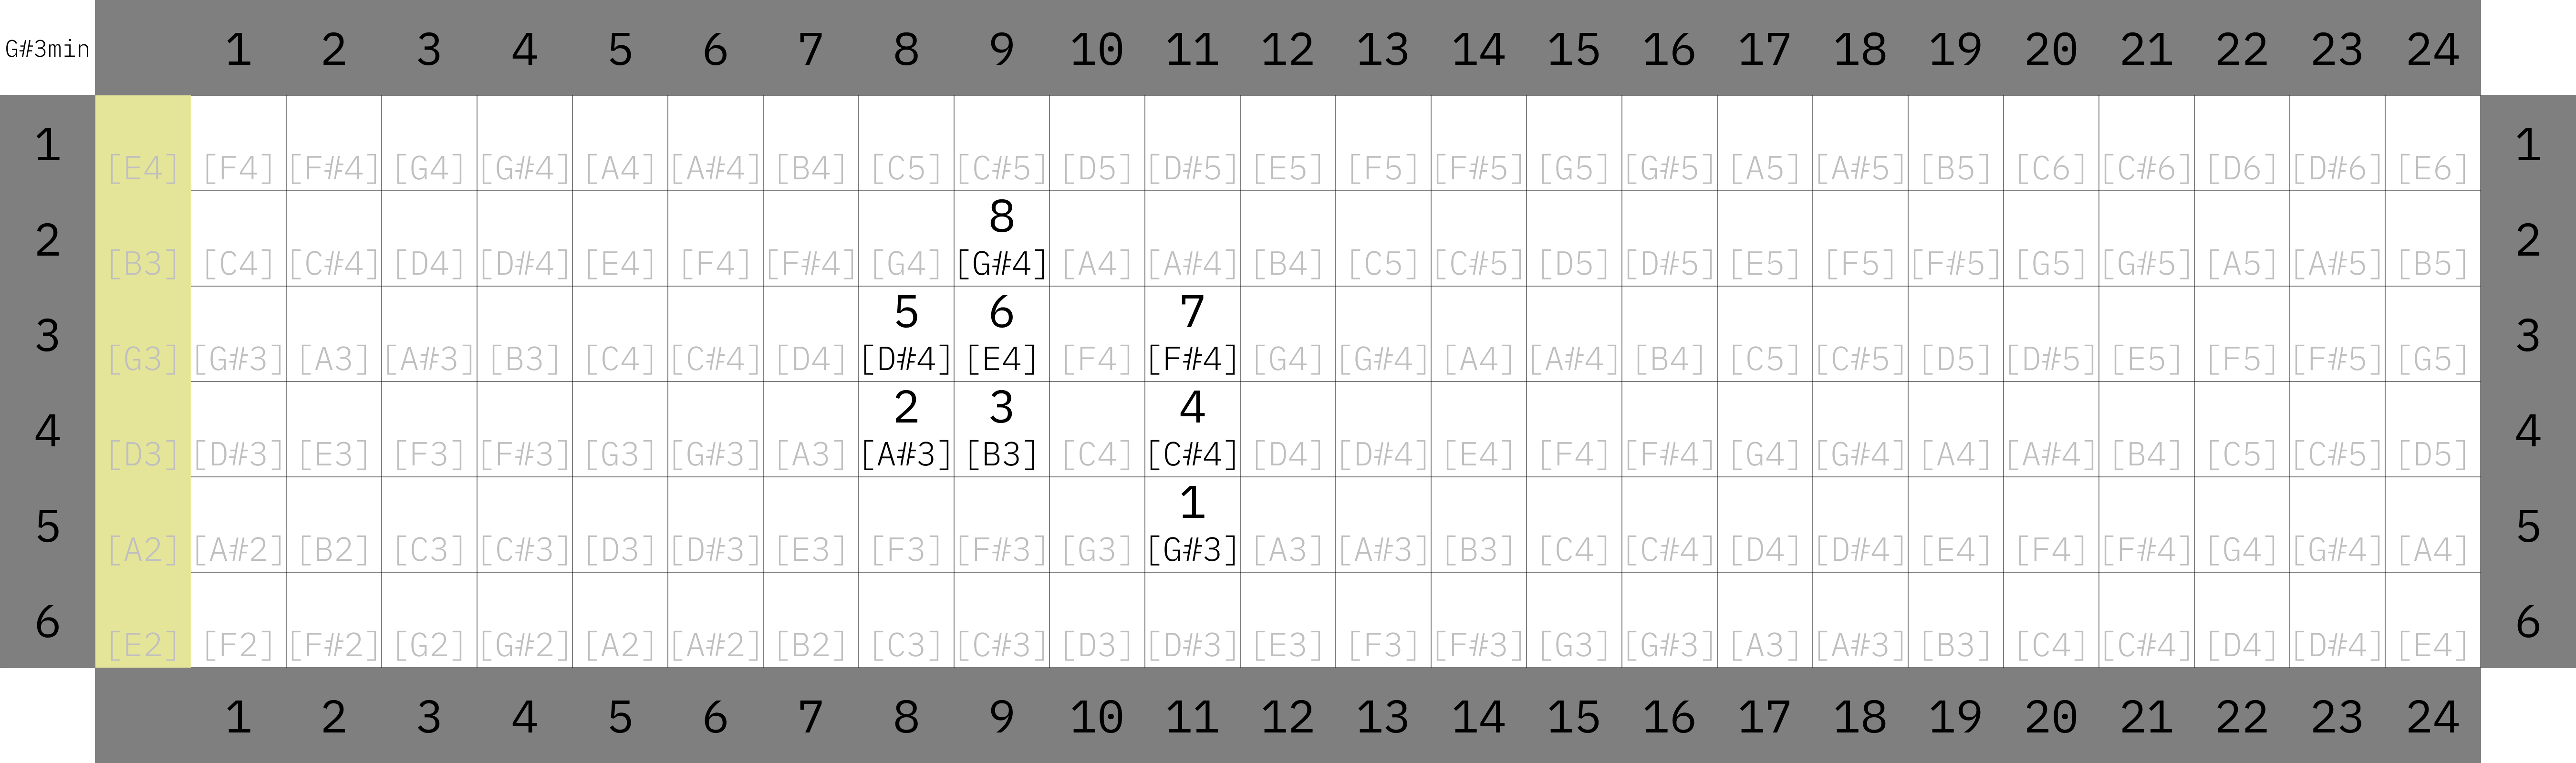 G#3min 1 2 3 4 5 6 7 8 9 10 11 12 13 14 15 16 17 18 19 20 21 22 23 24
1 [E4] [F4] [F#4] [G4] [G#4] [A4] [A#4] [B4] [C5] [C#5] [D5] [D#5] [E5] [F5] [F#5] [G5] [G#5] [A5] [A#5] [B5] [C6] [C#6] [D6] [D#6] [E6] 1
8
2 [B3] [C4] [C#4] [D4] [D#4] [E4] [F4] [F#4] [G4] [G#4] [A4] [A#4] [B4] [C5] [C#5] [D5] [D#5] [E5] [F5] [F#5] [G5] [G#5] [A5] [A#5] [B5] 2
5 6 7
3 [G3] [G#3] [A3] [A#3] [B3] [C4] [C#4] [D4] [D#4] [E4] [F4] [F#4] [G4] [G#4] [A4] [A#4] [B4] [C5] [C#5] [D5] [D#5] [E5] [F5] [F#5] [G5] 3
2 3 4
4 [D3] [D#3] [E3] [F3] [F#3] [G3] [G#3] [A3] [A#3] [B3] [C4] [C#4] [D4] [D#4] [E4] [F4] [F#4] [G4] [G#4] [A4] [A#4] [B4] [C5] [C#5] [D5] 4
1
5 [A2] [A#2] [B2] [C3] [C#3] [D3] [D#3] [E3] [F3] [F#3] [G3] [G#3] [A3] [A#3] [B3] [C4] [C#4] [D4] [D#4] [E4] [F4] [F#4] [G4] [G#4] [A4] 5
6 [E2] [F2] [F#2] [G2] [G#2] [A2] [A#2] [B2] [C3] [C#3] [D3] [D#3] [E3] [F3] [F#3] [G3] [G#3] [A3] [A#3] [B3] [C4] [C#4] [D4] [D#4] [E4] 6
1 2 3 4 5 6 7 8 9 10 11 12 13 14 15 16 17 18 19 20 21 22 23 24